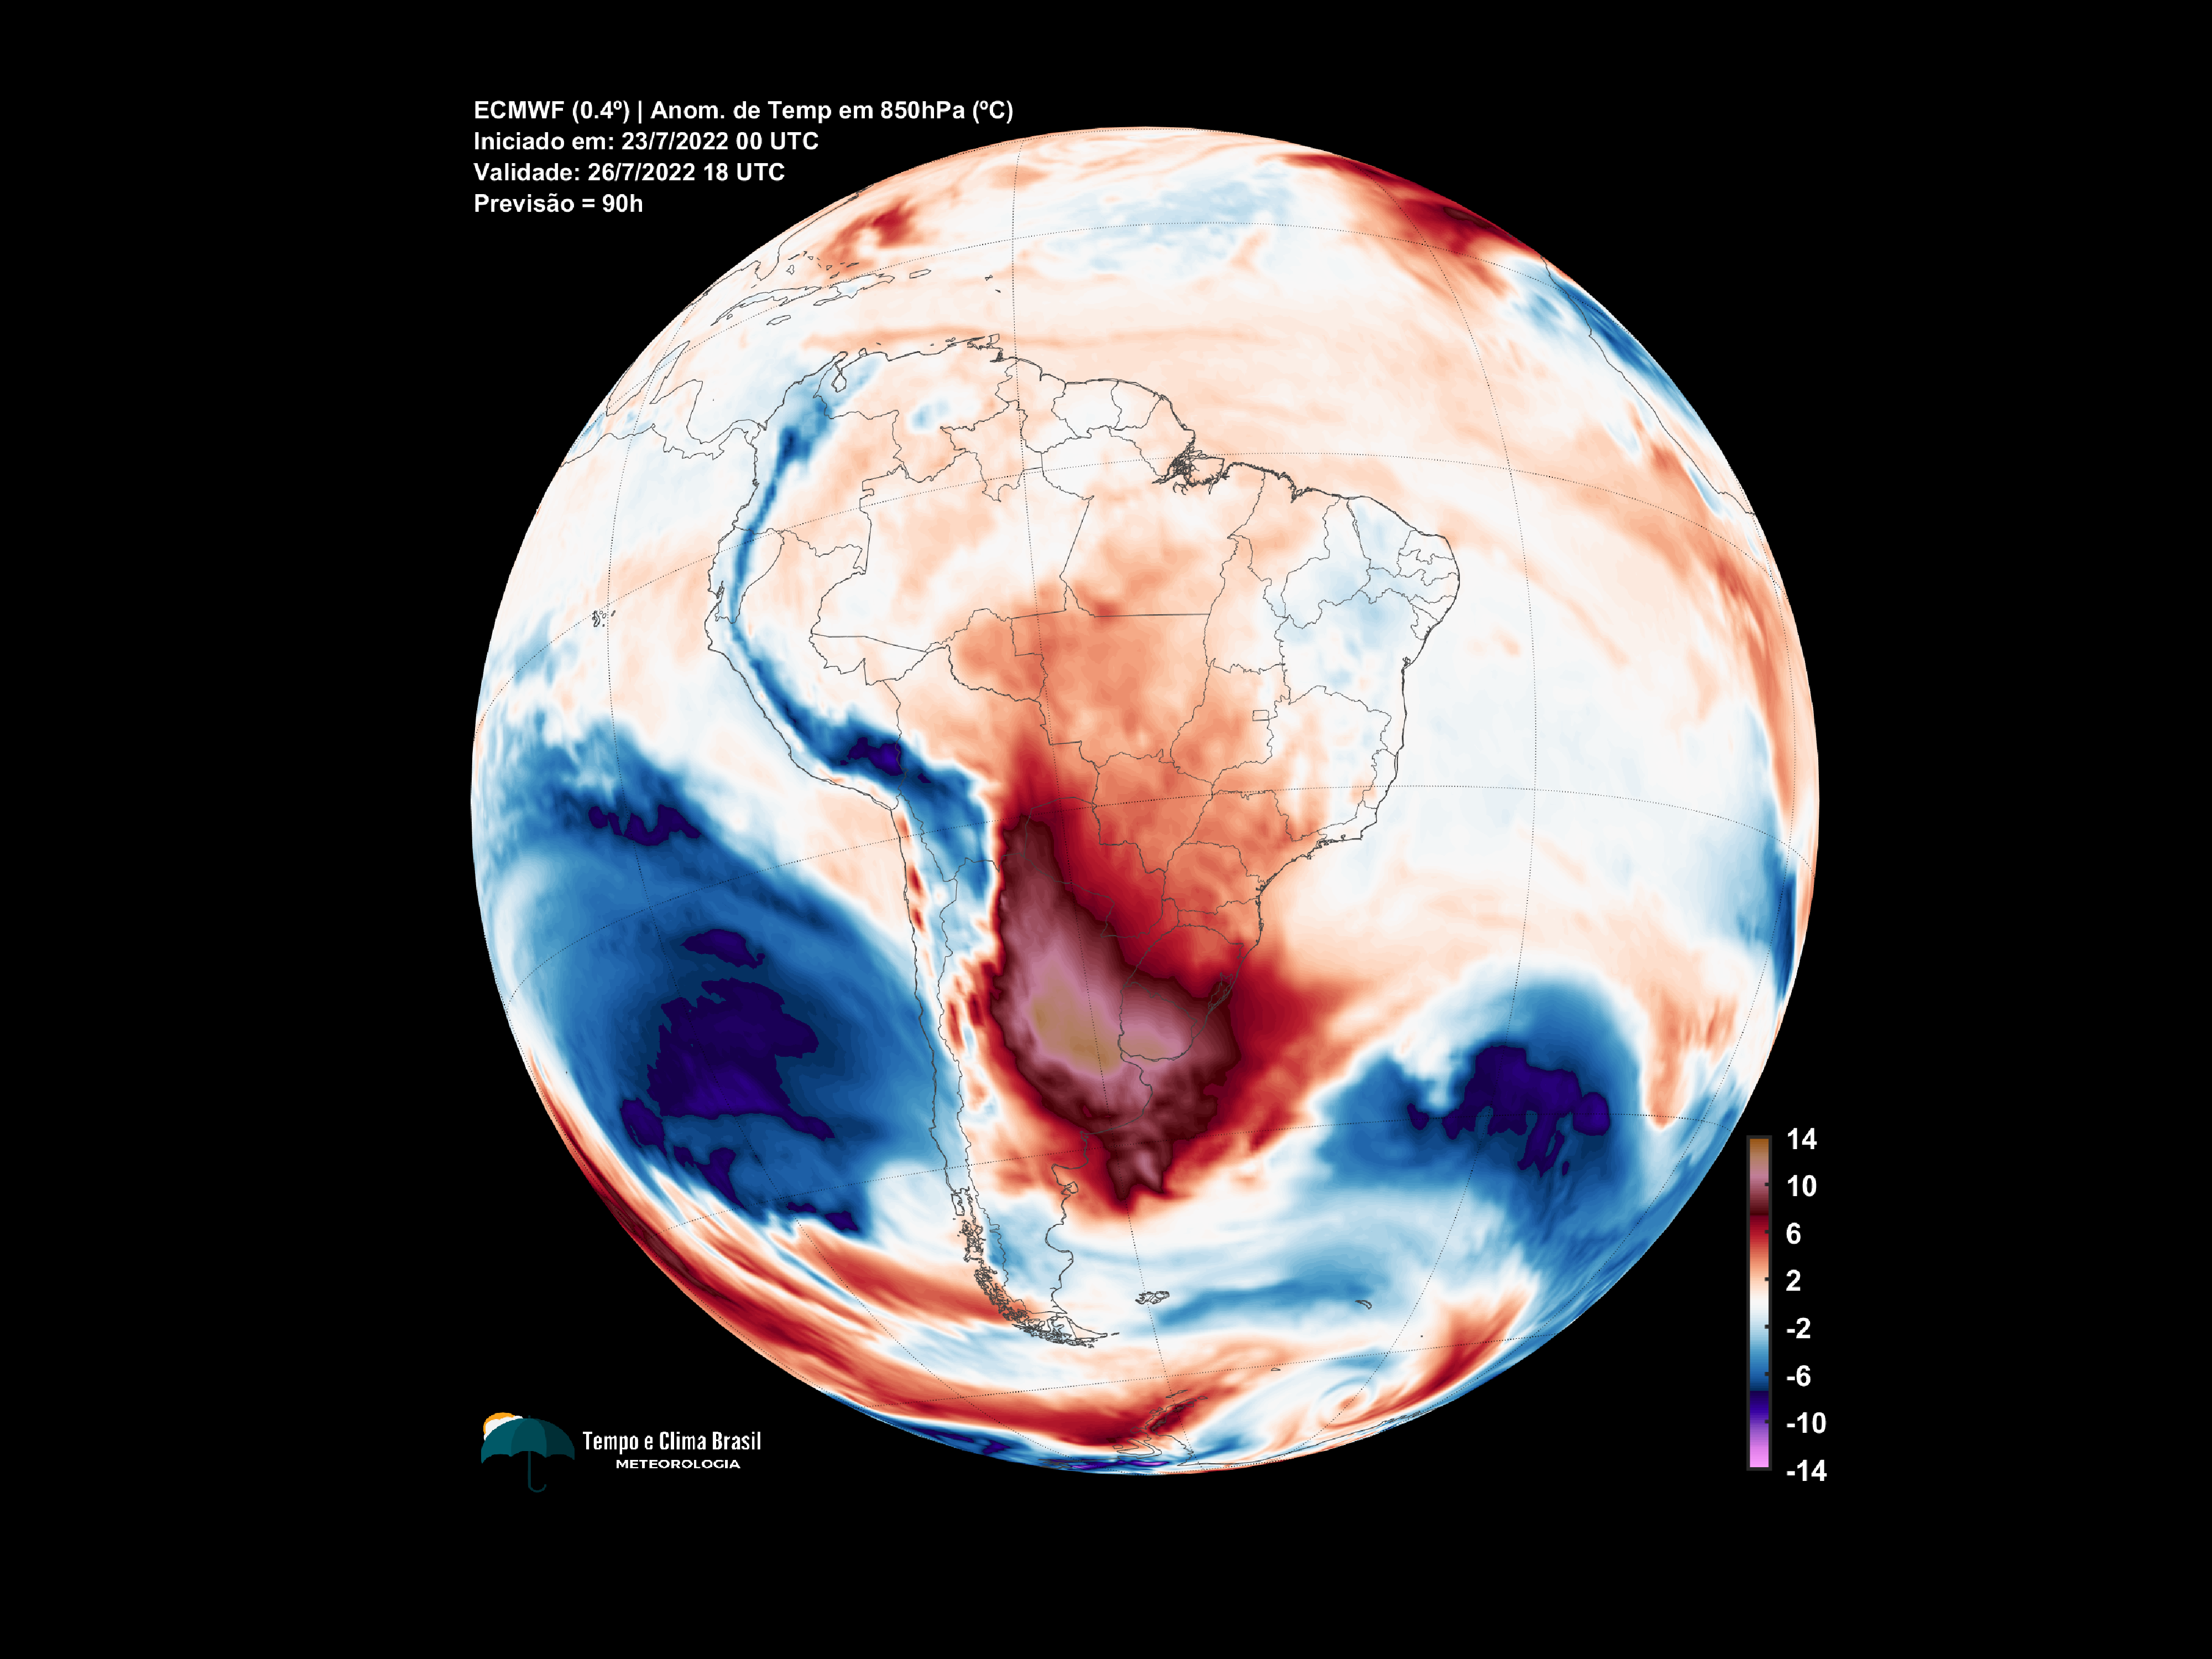 ECMWF (0.4º) | Anom. de Temp em 850hPa (ºC)
Iniciado em: 23/7/2022 00 UTC
Validade: 26/7/2022 18 UTC
Previsão = 90h
14
10
6
2
-2
-6
-10
-14
Tempo e Clima Brasil
METEOROLOGIA